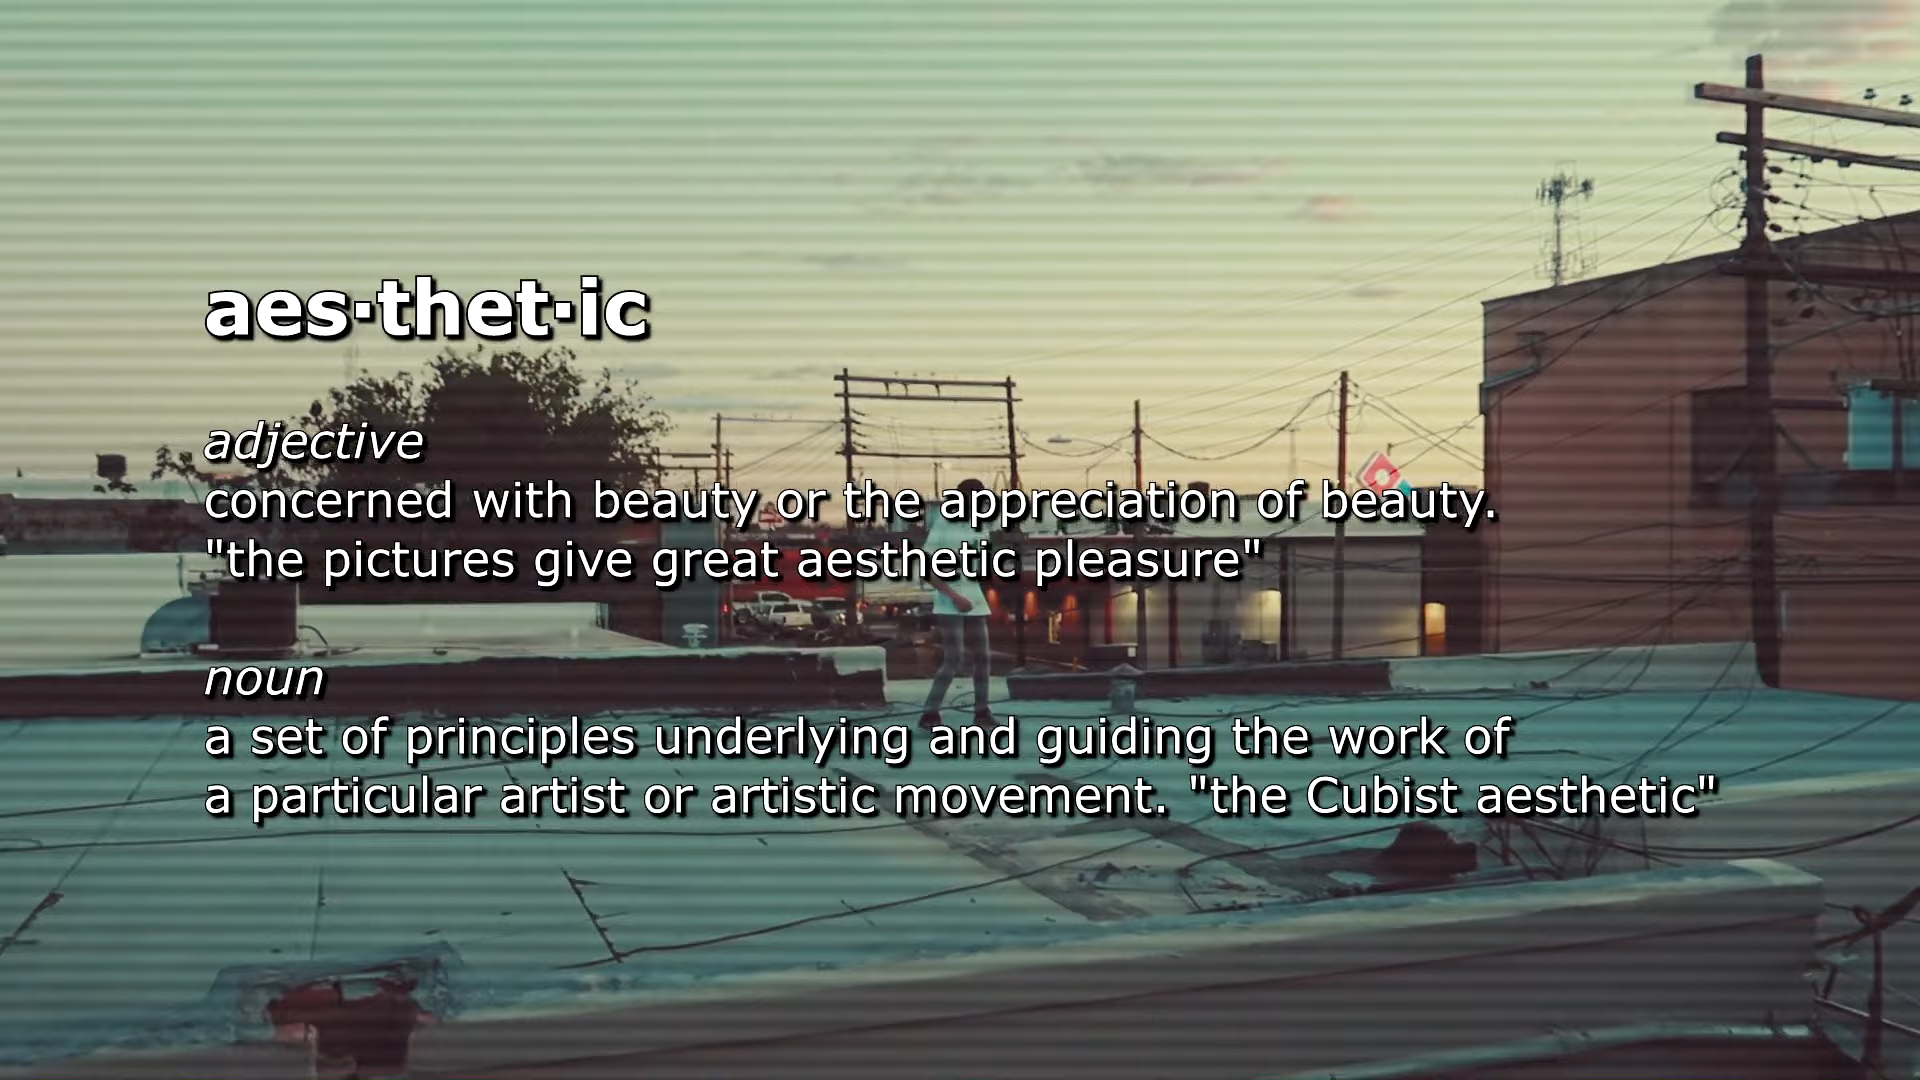 aes·thet·ic
adjective
concerned with beauty or the appreciation of beauty.
"the pictures give great aesthetic pleasure"
noun
a set of principles underlying and guiding the work of
a particular artist or artistic movement. "the Cubist aesthetic"